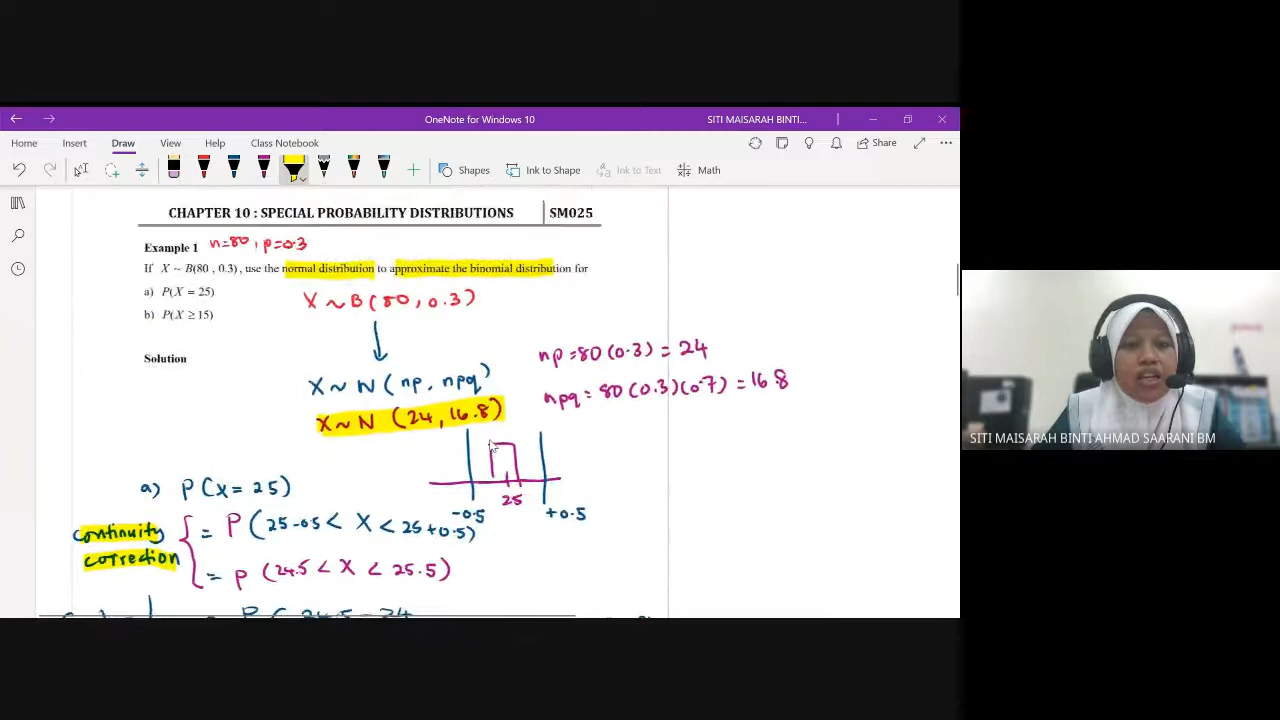 OneNote for Windows 10
SITI MAISARAH BINTI...
Home Insert Draw View Help Class Notebook
Share
Shapes Ink to Shape Ink to Text Math
CHAPTER 10 : SPECIAL PROBABILITY DISTRIBUTIONS SM025
Example 1 n=80, p=0.3
If X ~ B(80 , 0.3) , use the normal distribution to approximate the binomial distribution for
a) P(X = 25)
b) P(X ≥ 15)
X ~ B(80, 0.3)
Solution
np = 80(0.3) = 24
X ~ N(np, npq)
npq = 80(0.3)(0.7) = 16.8
X ~ N (24, 16.8)
a) P(X = 25)
25
-0.5 +0.5
continuity
correction
= P(25-0.5 < X < 25+0.5)
= P(24.5 < X < 25.5)
P( 24.5 - 24
SITI MAISARAH BINTI AHMAD SAARANI BM